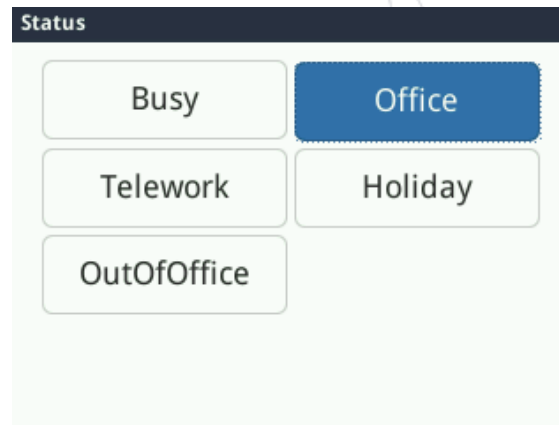 Status
Busy
Office
Telework
Holiday
OutOfOffice